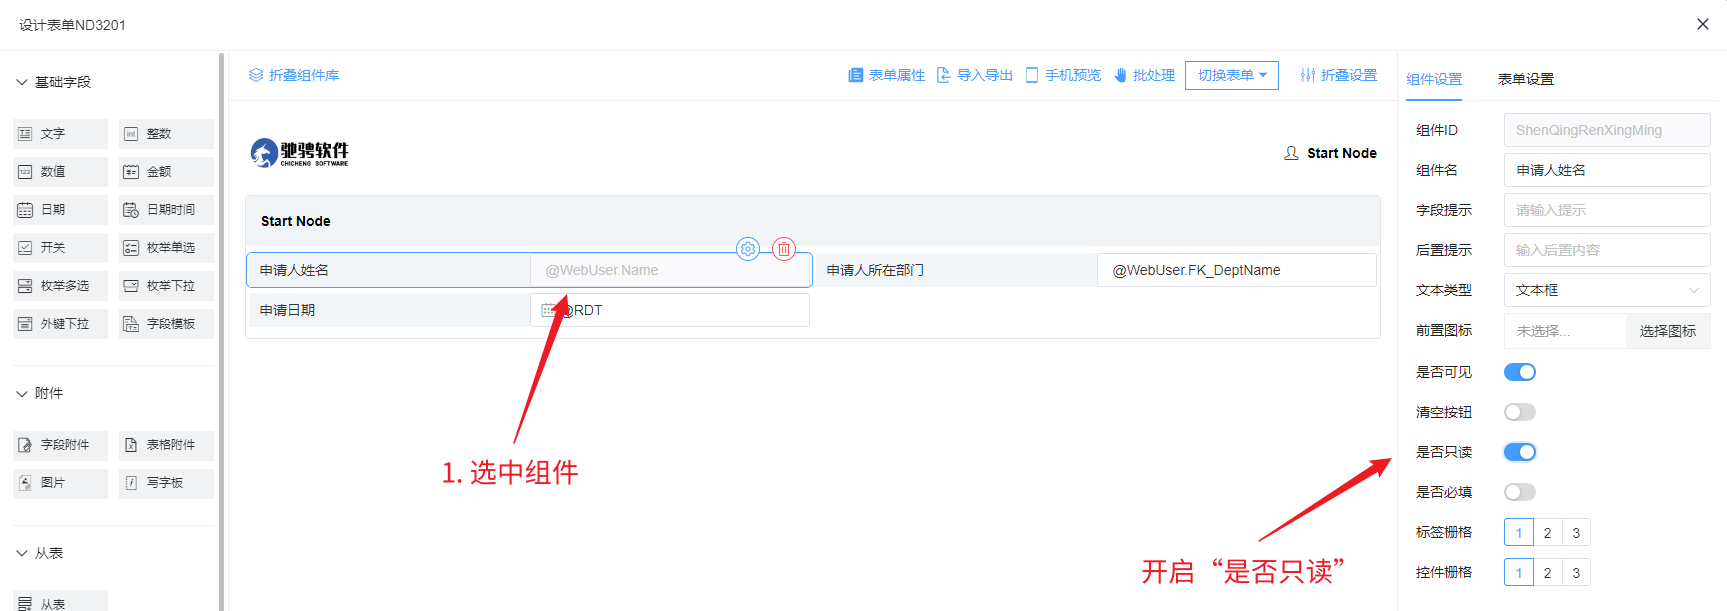 设计表单ND3201
基础字段
文字
整数
数值
金额
日期
日期时间
开关
枚举单选
枚举多选
枚举下拉
外键下拉
字段模板
附件
字段附件
表格附件
图片
写字板
从表
从表
折叠组件库
表单属性
导入导出
手机预览
批处理
切换表单
折叠设置
驰骋软件
CHICHENG SOFTWARE
Start Node
Start Node
申请人姓名
@WebUser.Name
申请人所在部门
@WebUser.FK_DeptName
申请日期
@RDT
1. 选中组件
开启“是否只读”
组件设置
表单设置
组件ID
ShenQingRenXingMing
组件名
申请人姓名
字段提示
请输入提示
后置提示
输入后置内容
文本类型
文本框
前置图标
未选择...
选择图标
是否可见
清空按钮
是否只读
是否必填
标签栅格
1 2 3
控件栅格
1 2 3